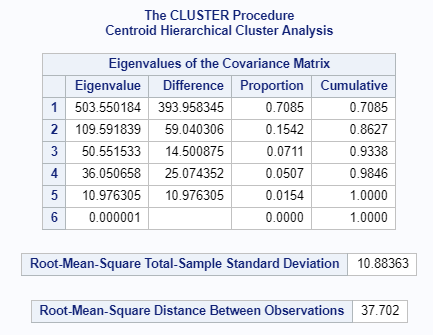 The CLUSTER Procedure
Centroid Hierarchical Cluster Analysis
Eigenvalues of the Covariance Matrix
Eigenvalue Difference Proportion Cumulative
1 503.550184 393.958345 0.7085 0.7085
2 109.591839 59.040306 0.1542 0.8627
3 50.551533 14.500875 0.0711 0.9338
4 36.050658 25.074352 0.0507 0.9846
5 10.976305 10.976305 0.0154 1.0000
6 0.000001 0.0000 1.0000
Root-Mean-Square Total-Sample Standard Deviation 10.88363
Root-Mean-Square Distance Between Observations 37.702